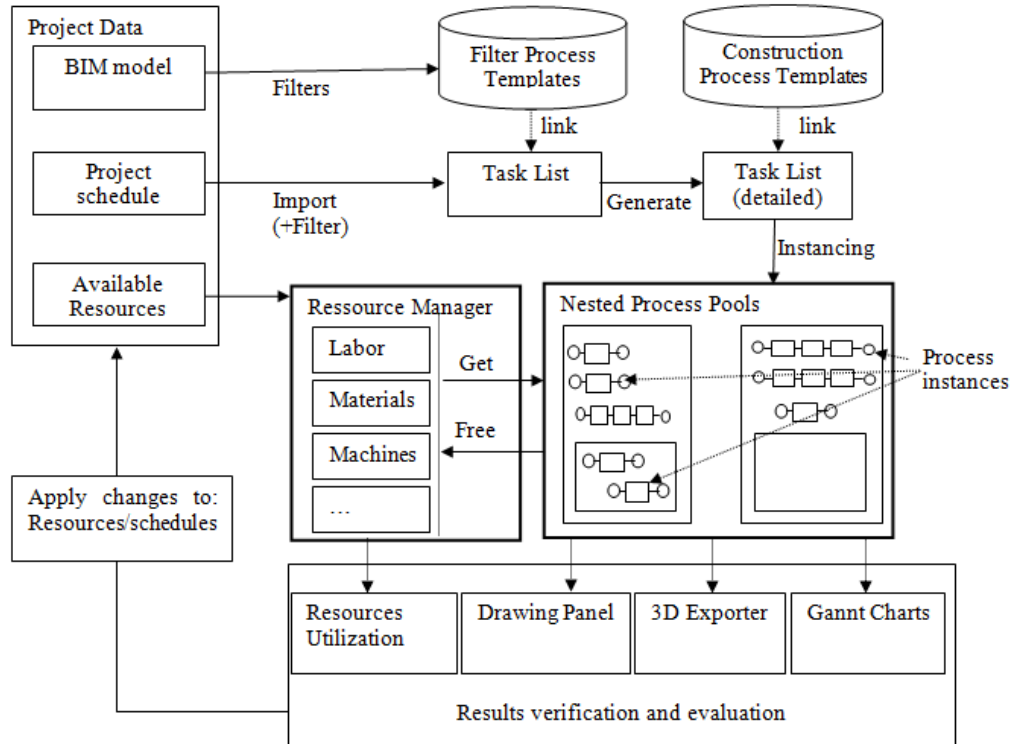 Project Data
BIM model
Filters
Filter Process
Templates
Construction
Process Templates
link
link
Project
schedule
Import
(+Filter)
Task List
Generate
Task List
(detailed)
Instancing
Available
Resources
Ressource Manager
Labor
Materials
Machines
...
Get
Free
Nested Process Pools
Process
instances
Apply changes to:
Resources/schedules
Resources
Utilization
Drawing Panel
3D Exporter
Gannt Charts
Results verification and evaluation